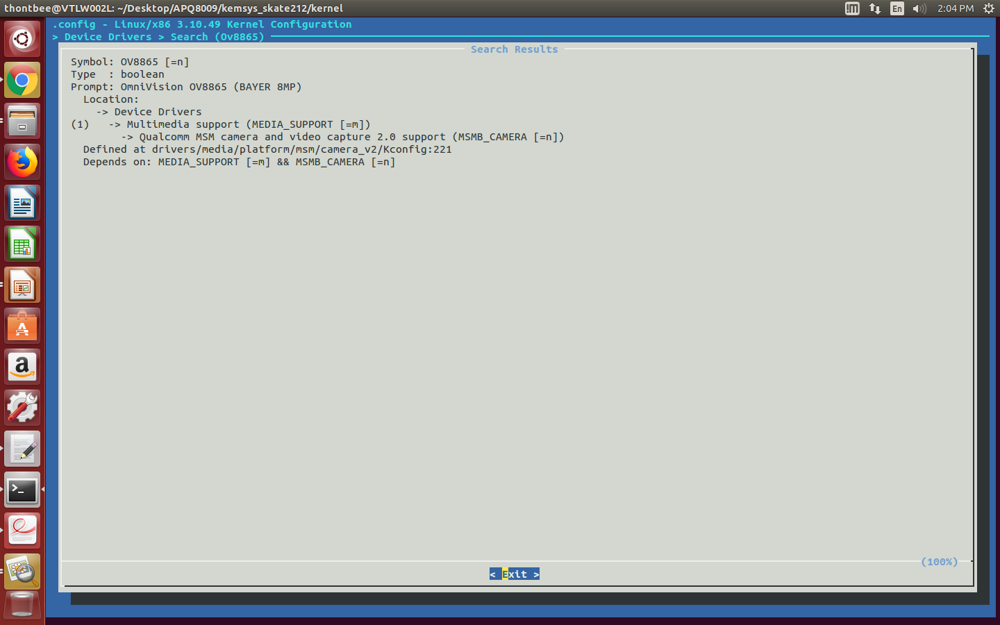 thontbee@VTLW002L: ~/Desktop/APQ8009/kemsys_skate212/kernel
!m En 2:04 PM
.config - Linux/x86 3.10.49 Kernel Configuration
> Device Drivers > Search (Ov8865)
Search Results
Symbol: OV8865 [=n]
Type  : boolean
Prompt: OmniVision OV8865 (BAYER 8MP)
  Location:
    -> Device Drivers
(1)   -> Multimedia support (MEDIA_SUPPORT [=m])
        -> Qualcomm MSM camera and video capture 2.0 support (MSMB_CAMERA [=n])
  Defined at drivers/media/platform/msm/camera_v2/Kconfig:221
  Depends on: MEDIA_SUPPORT [=m] && MSMB_CAMERA [=n]
(100%)
< Exit >